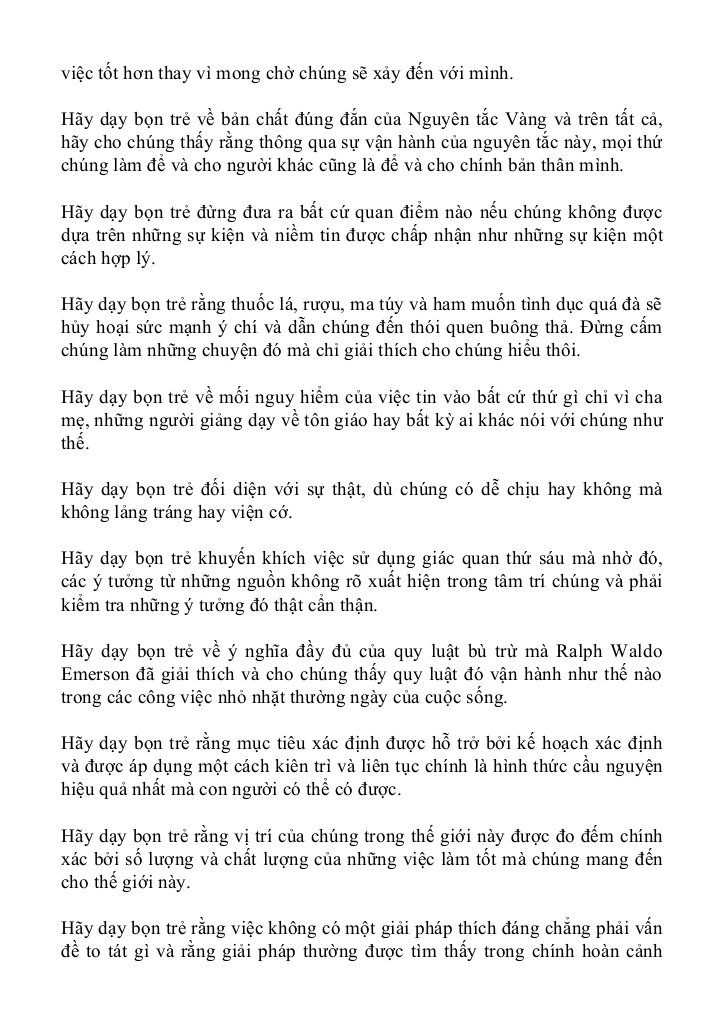 việc tốt hơn thay vì mong chờ chúng sẽ xảy đến với mình.
Hãy dạy bọn trẻ về bản chất đúng đắn của Nguyên tắc Vàng và trên tất cả,
hãy cho chúng thấy rằng thông qua sự vận hành của nguyên tắc này, mọi thứ
chúng làm để và cho người khác cũng là để và cho chính bản thân mình.
Hãy dạy bọn trẻ đừng đưa ra bất cứ quan điểm nào nếu chúng không được
dựa trên những sự kiện và niềm tin được chấp nhận như những sự kiện một
cách hợp lý.
Hãy dạy bọn trẻ rằng thuốc lá, rượu, ma túy và ham muốn tình dục quá đà sẽ
hủy hoại sức mạnh ý chí và dẫn chúng đến thói quen buông thả. Đừng cấm
chúng làm những chuyện đó mà chỉ giải thích cho chúng hiểu thôi.
Hãy dạy bọn trẻ về mối nguy hiểm của việc tin vào bất cứ thứ gì chỉ vì cha
mẹ, những người giảng dạy về tôn giáo hay bất kỳ ai khác nói với chúng như
thế.
Hãy dạy bọn trẻ đối diện với sự thật, dù chúng có dễ chịu hay không mà
không lảng tráng hay viện cớ.
Hãy dạy bọn trẻ khuyến khích việc sử dụng giác quan thứ sáu mà nhờ đó,
các ý tưởng từ những nguồn không rõ xuất hiện trong tâm trí chúng và phải
kiểm tra những ý tưởng đó thật cẩn thận.
Hãy dạy bọn trẻ về ý nghĩa đầy đủ của quy luật bù trừ mà Ralph Waldo
Emerson đã giải thích và cho chúng thấy quy luật đó vận hành như thế nào
trong các công việc nhỏ nhặt thường ngày của cuộc sống.
Hãy dạy bọn trẻ rằng mục tiêu xác định được hỗ trở bởi kế hoạch xác định
và được áp dụng một cách kiên trì và liên tục chính là hình thức cầu nguyện
hiệu quả nhất mà con người có thể có được.
Hãy dạy bọn trẻ rằng vị trí của chúng trong thế giới này được đo đếm chính
xác bởi số lượng và chất lượng của những việc làm tốt mà chúng mang đến
cho thế giới này.
Hãy dạy bọn trẻ rằng việc không có một giải pháp thích đáng chẳng phải vấn
đề to tát gì và rằng giải pháp thường được tìm thấy trong chính hoàn cảnh